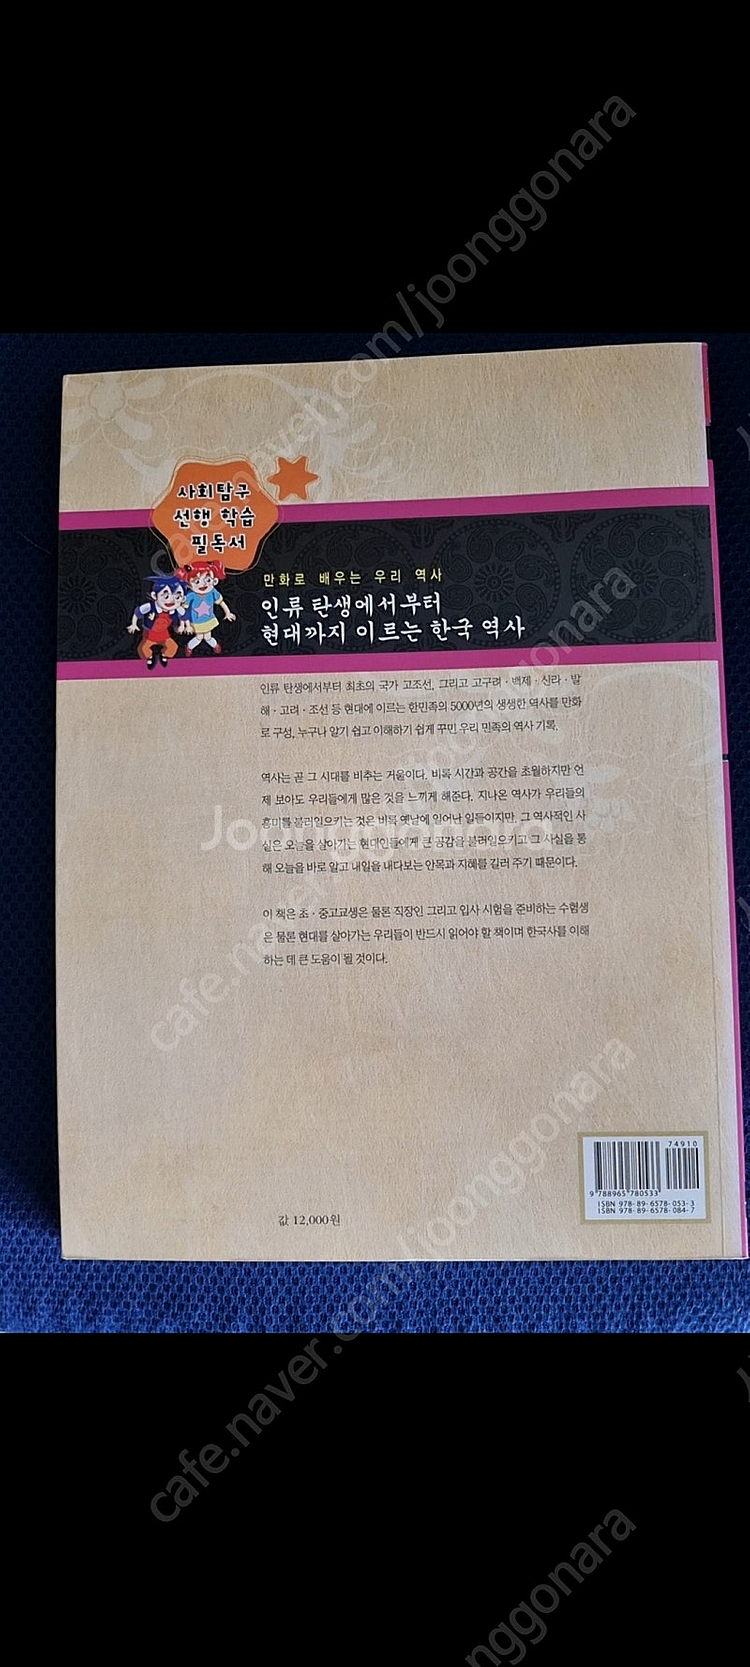 사회탐구
선행 학습
필독서
만화로 배우는 우리 역사
인류 탄생에서부터
현대까지 이르는 한국 역사
인류 탄생에서부터 최초의 국가 고조선, 그리고 고구려·백제·신라·발
해·고려·조선 등 현대에 이르는 한민족의 5000년의 생생한 역사를 만화
로 구성, 누구나 알기 쉽고 이해하기 쉽게 꾸민 우리 민족의 역사 기록.
역사는 곧 그 시대를 비추는 거울이다. 비록 시간과 공간을 초월하지만 언
제 보아도 우리들에게 많은 것을 느끼게 해준다. 지나온 역사가 우리들의
흥미를 불러일으키는 것은 비록 옛날에 일어난 일들이지만, 그 역사적인 사
실은 오늘을 살아가는 현대인들에게 큰 공감을 불러일으키고 그 사실을 통
해 오늘을 바로 알고 내일을 내다보는 안목과 지혜를 길러 주기 때문이다.
이 책은 초·중고교생은 물론 직장인 그리고 입사 시험을 준비하는 수험생
은 물론 현대를 살아가는 우리들이 반드시 읽어야 할 책이며 한국사를 이해
하는 데 큰 도움이 될 것이다.
74910
9 788965 780533
ISBN 978-89-6578-053-3
ISBN 978-89-6578-084-7
값 12,000원
cafe.naver.com/joonggonara
cafe.naver.com/joonggonara
cafe.naver.com/joonggonara